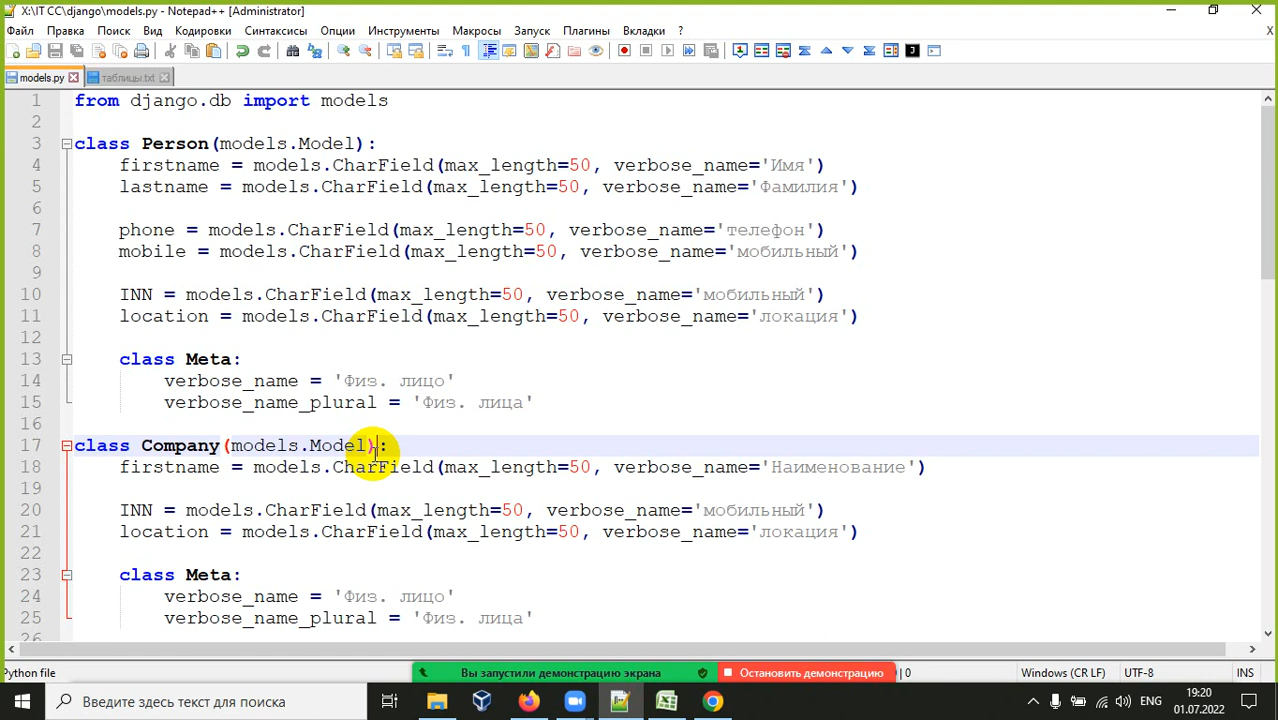 X:\IT CC\django\models.py - Notepad++ [Administrator]
Файл Правка Поиск Вид Кодировки Синтаксисы Опции Инструменты Макросы Запуск Плагины Вкладки ?
X
models.py таблицы.txt
1 from django.db import models
2
3 class Person(models.Model):
4 firstname = models.CharField(max_length=50, verbose_name='Имя')
5 lastname = models.CharField(max_length=50, verbose_name='Фамилия')
6
7 phone = models.CharField(max_length=50, verbose_name='телефон')
8 mobile = models.CharField(max_length=50, verbose_name='мобильный')
9
10 INN = models.CharField(max_length=50, verbose_name='мобильный')
11 location = models.CharField(max_length=50, verbose_name='локация')
12
13 class Meta:
14 verbose_name = 'Физ. лицо'
15 verbose_name_plural = 'Физ. лица'
16
17 class Company(models.Model):
18 firstname = models.CharField(max_length=50, verbose_name='Наименование')
19
20 INN = models.CharField(max_length=50, verbose_name='мобильный')
21 location = models.CharField(max_length=50, verbose_name='локация')
22
23 class Meta:
24 verbose_name = 'Физ. лицо'
25 verbose_name_plural = 'Физ. лица'
26
Python file Вы запустили демонстрацию экрана Остановить демонстрацию | 0 Windows (CR LF) UTF-8 INS
Введите здесь текст для поиска ENG 19:20
01.07.2022